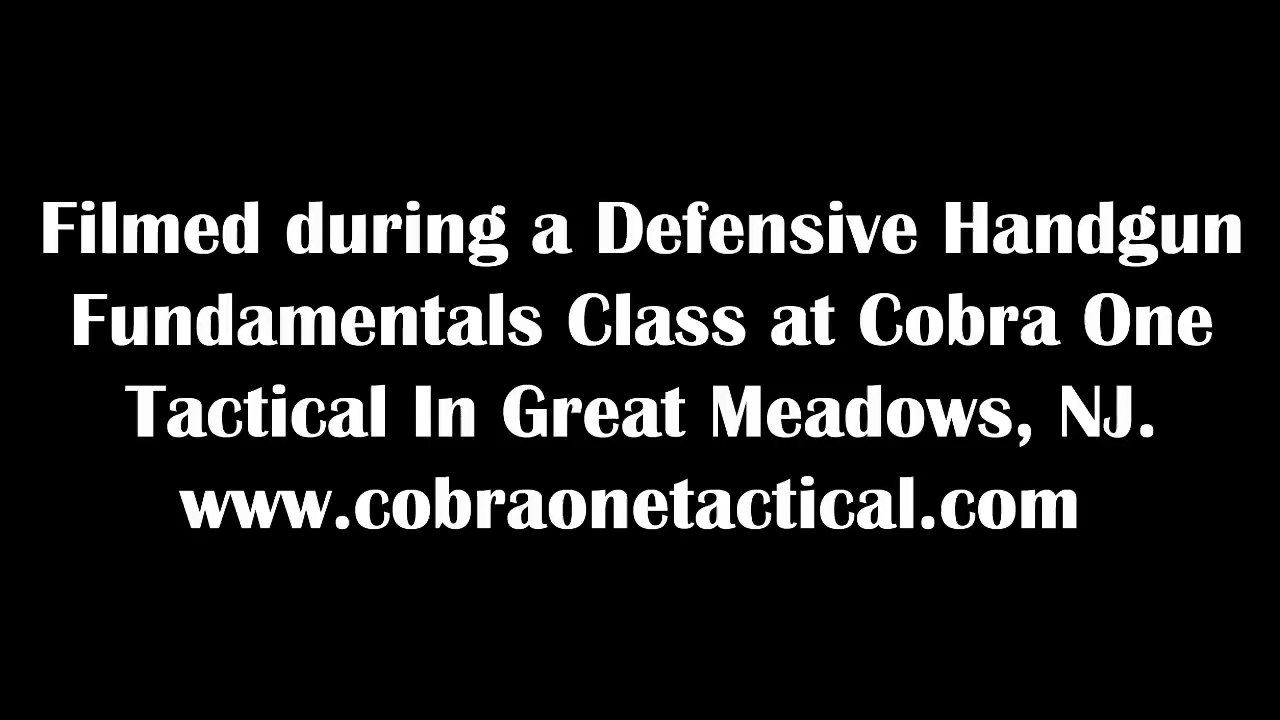 Filmed during a Defensive Handgun
Fundamentals Class at Cobra One
Tactical In Great Meadows, NJ.
www.cobraonetactical.com